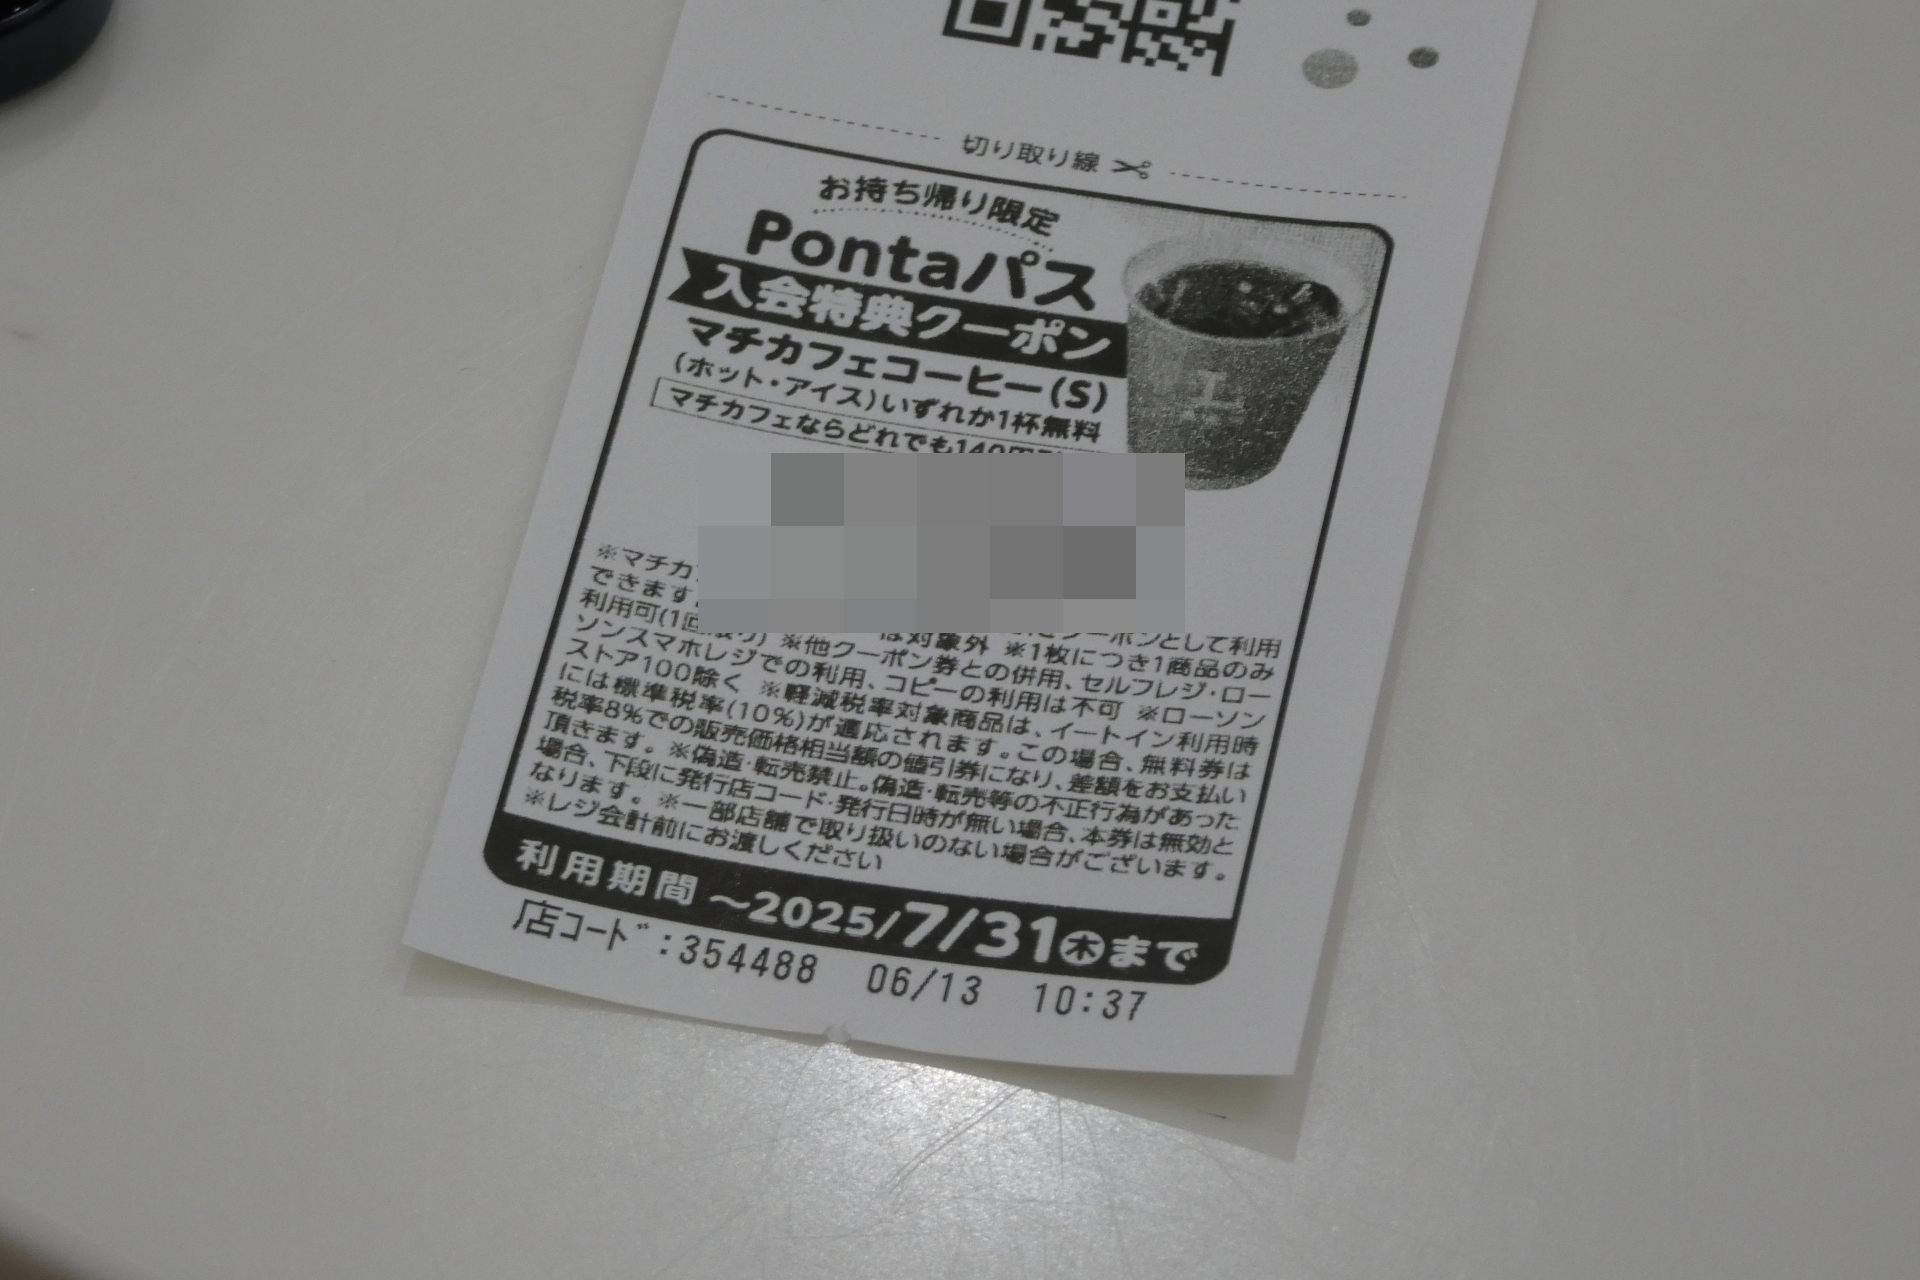 切り取り線
お持ち帰り限定
Pontaパス
入会特典クーポン
マチカフェコーヒー(S)
(ホット・アイス)いずれか1杯無料
マチカフェならどれでも140円
※マチカ
できます
クーポンとして利用
利用可(1回限り) は対象外 ※1枚につき1商品のみ
※他クーポン券との併用、セルフレジ・ロー
ソンスマホレジでの利用、コピーの利用は不可 ※ローソン
ストア100除く ※軽減税率対象商品は、イートイン利用時
には標準税率(10%)が適応されます。この場合、無料券は
税率8%での販売価格相当額の値引券になり、差額をお支払い
頂きます。※偽造・転売禁止。偽造・転売等の不正行為があった
場合、下段に発行店コード・発行日時が無い場合、本券は無効と
なります。※一部店舗で取り扱いのない場合がございます。
※レジ会計前にお渡しください
利用期間 ～2025/7/31㊍まで
店コード:354488 06/13 10:37